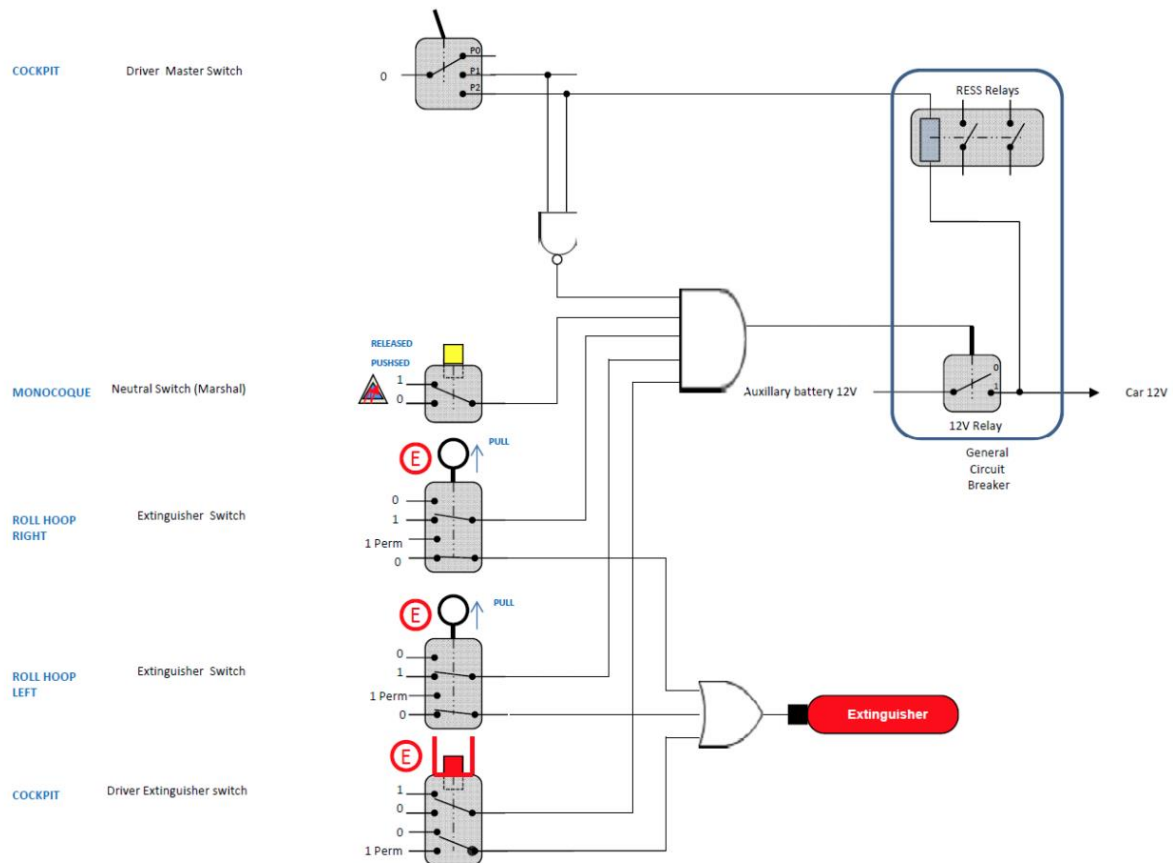 COCKPIT
Driver Master Switch
0
P0
P1
P2
RESS Relays
MONOCOQUE
Neutral Switch (Marshal)
RELEASED
PUSHSED
1
0
Auxillary battery 12V
0
1
Car 12V
12V Relay
General
Circuit
Breaker
ROLL HOOP
RIGHT
Extinguisher Switch
E
PULL
0
1
1 Perm
0
ROLL HOOP
LEFT
Extinguisher Switch
E
PULL
0
1
1 Perm
0
Extinguisher
COCKPIT
Driver Extinguisher switch
E
1
0
0
1 Perm